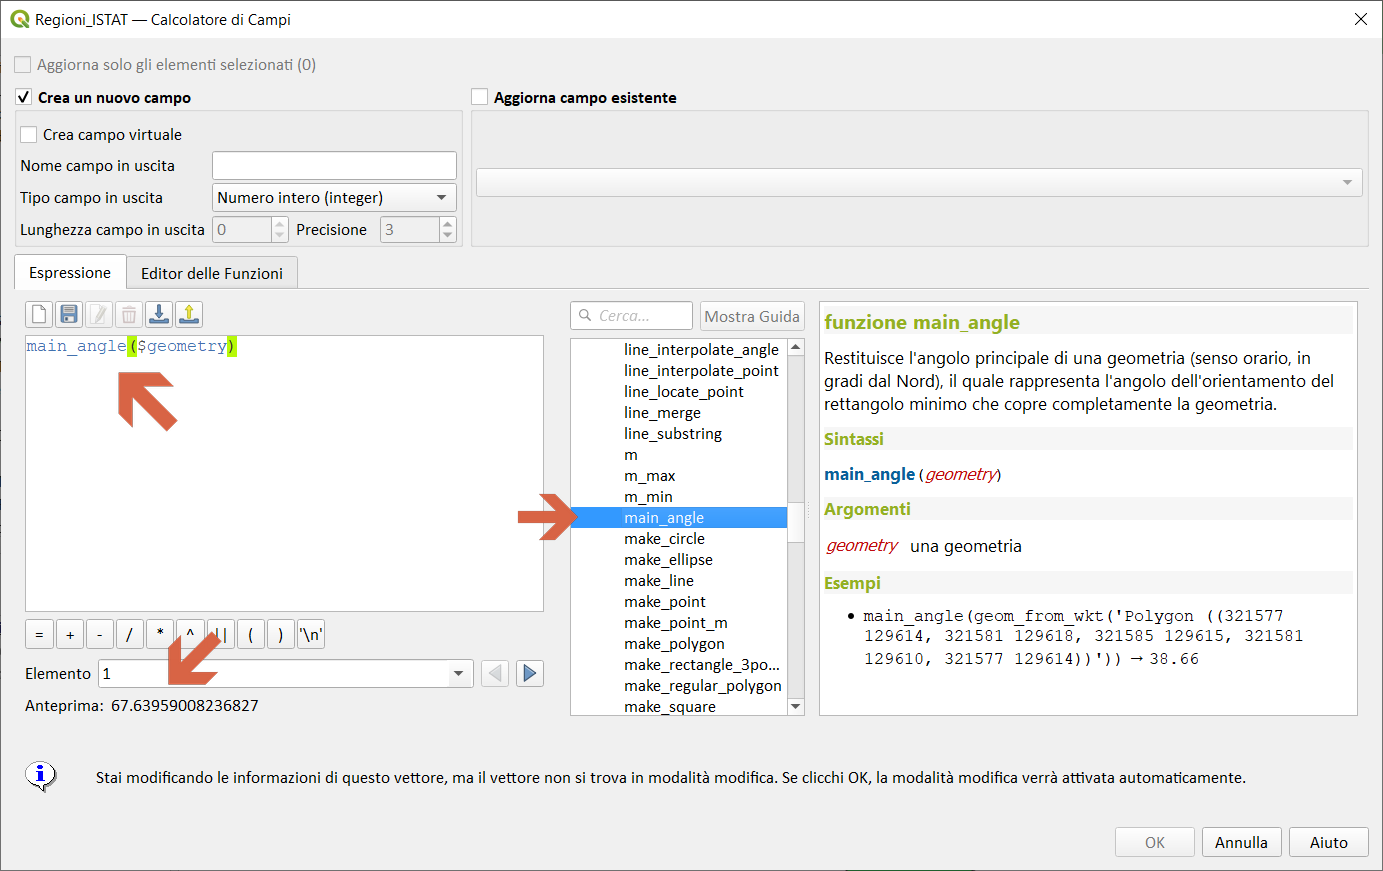 Regioni_ISTAT — Calcolatore di Campi
Aggiorna solo gli elementi selezionati (0)
Crea un nuovo campo
Aggiorna campo esistente
Crea campo virtuale
Nome campo in uscita
Tipo campo in uscita Numero intero (integer)
Lunghezza campo in uscita 0 Precisione 3
Espressione Editor delle Funzioni
main_angle($geometry)
= + - / * ^ || ( ) '\n'
Elemento 1
Anteprima: 67.63959008236827
Cerca... Mostra Guida
line_interpolate_angle
line_interpolate_point
line_locate_point
line_merge
line_substring
m
m_max
m_min
main_angle
make_circle
make_ellipse
make_line
make_point
make_point_m
make_polygon
make_rectangle_3po...
make_regular_polygon
make_square
funzione main_angle
Restituisce l'angolo principale di una geometria (senso orario, in
gradi dal Nord), il quale rappresenta l'angolo dell'orientamento del
rettangolo minimo che copre completamente la geometria.
Sintassi
main_angle(geometry)
Argomenti
geometry una geometria
Esempi
• main_angle(geom_from_wkt('Polygon ((321577
129614, 321581 129618, 321585 129615, 321581
129610, 321577 129614))')) → 38.66
Stai modificando le informazioni di questo vettore, ma il vettore non si trova in modalità modifica. Se clicchi OK, la modalità modifica verrà attivata automaticamente.
OK Annulla Aiuto